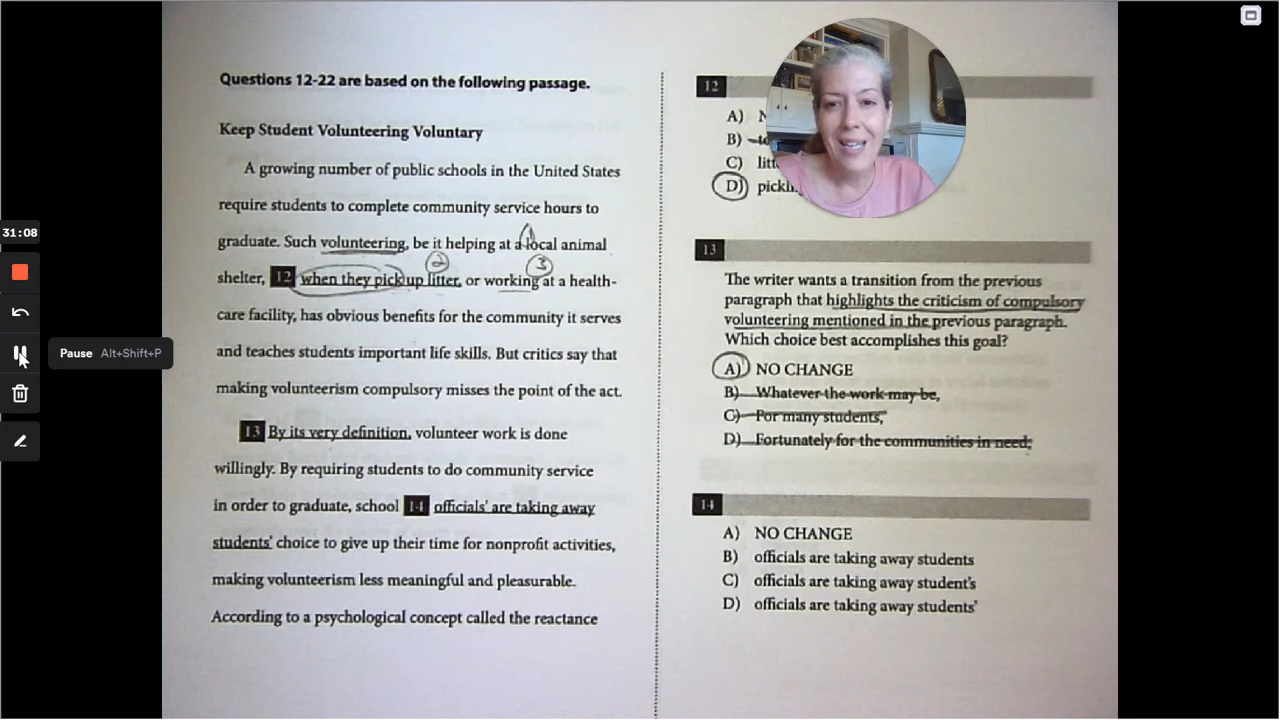 Questions 12-22 are based on the following passage.
Keep Student Volunteering Voluntary
A growing number of public schools in the United States
require students to complete community service hours to
graduate. Such volunteering, be it helping at a local animal
1
2
3
shelter, 12 when they pick up litter, or working at a health-
care facility, has obvious benefits for the community it serves
and teaches students important life skills. But critics say that
making volunteerism compulsory misses the point of the act.
13 By its very definition, volunteer work is done
willingly. By requiring students to do community service
in order to graduate, school 14 officials' are taking away
students' choice to give up their time for nonprofit activities,
making volunteerism less meaningful and pleasurable.
According to a psychological concept called the reactance
12
A)
B)
C)
D)
13
The writer wants a transition from the previous
paragraph that highlights the criticism of compulsory
volunteering mentioned in the previous paragraph.
Which choice best accomplishes this goal?
A) NO CHANGE
B) Whatever the work may be,
C) For many students,
D) Fortunately for the communities in need,
14
A) NO CHANGE
B) officials are taking away students
C) officials are taking away student's
D) officials are taking away students'
31:08
Pause Alt+Shift+P